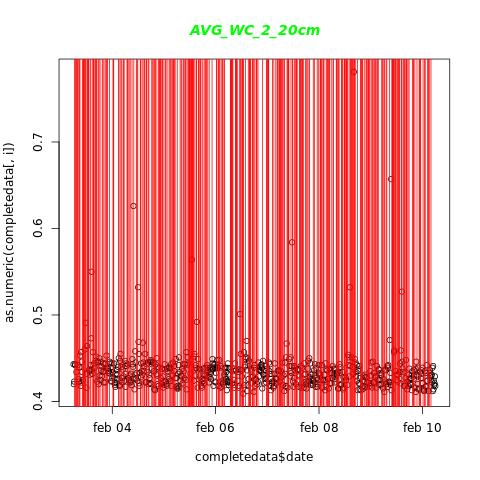 AVG_WC_2_20cm
as.numeric(completedata[, i])
0.7
0.6
0.5
0.4
feb 04 feb 06 feb 08 feb 10
completedata$date